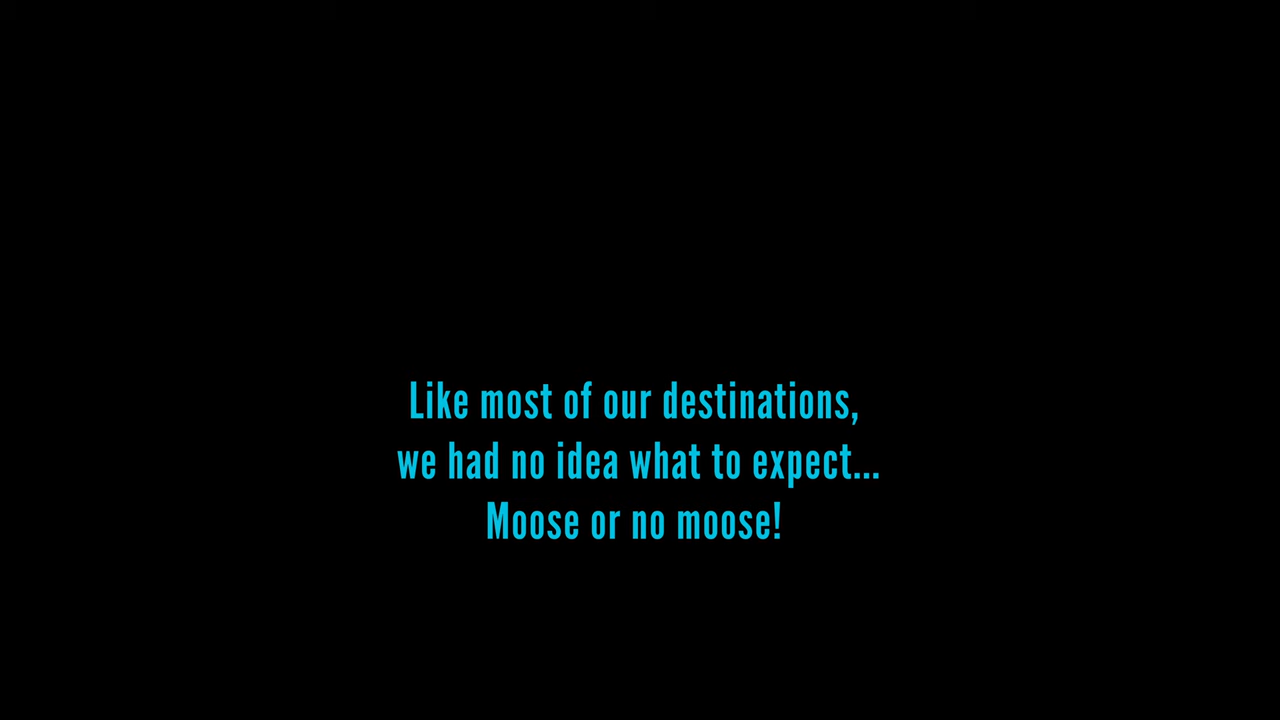 Like most of our destinations,
we had no idea what to expect...
Moose or no moose!